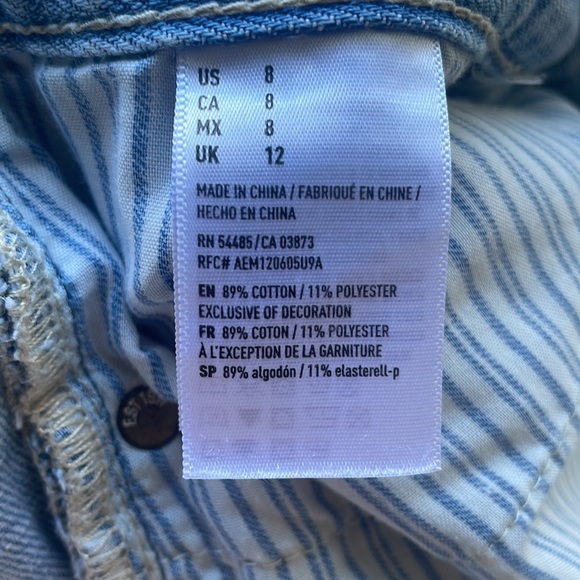 US 8
CA 8
MX 8
UK 12
MADE IN CHINA / FABRIQUÉ EN CHINE /
HECHO EN CHINA
RN 54485/CA 03873
RFC# AEM120605U9A
EN 89% COTTON / 11% POLYESTER
EXCLUSIVE OF DECORATION
FR 89% COTON / 11% POLYESTER
À L'EXCEPTION DE LA GARNITURE
SP 89% algodón / 11% elasterell-p
EST